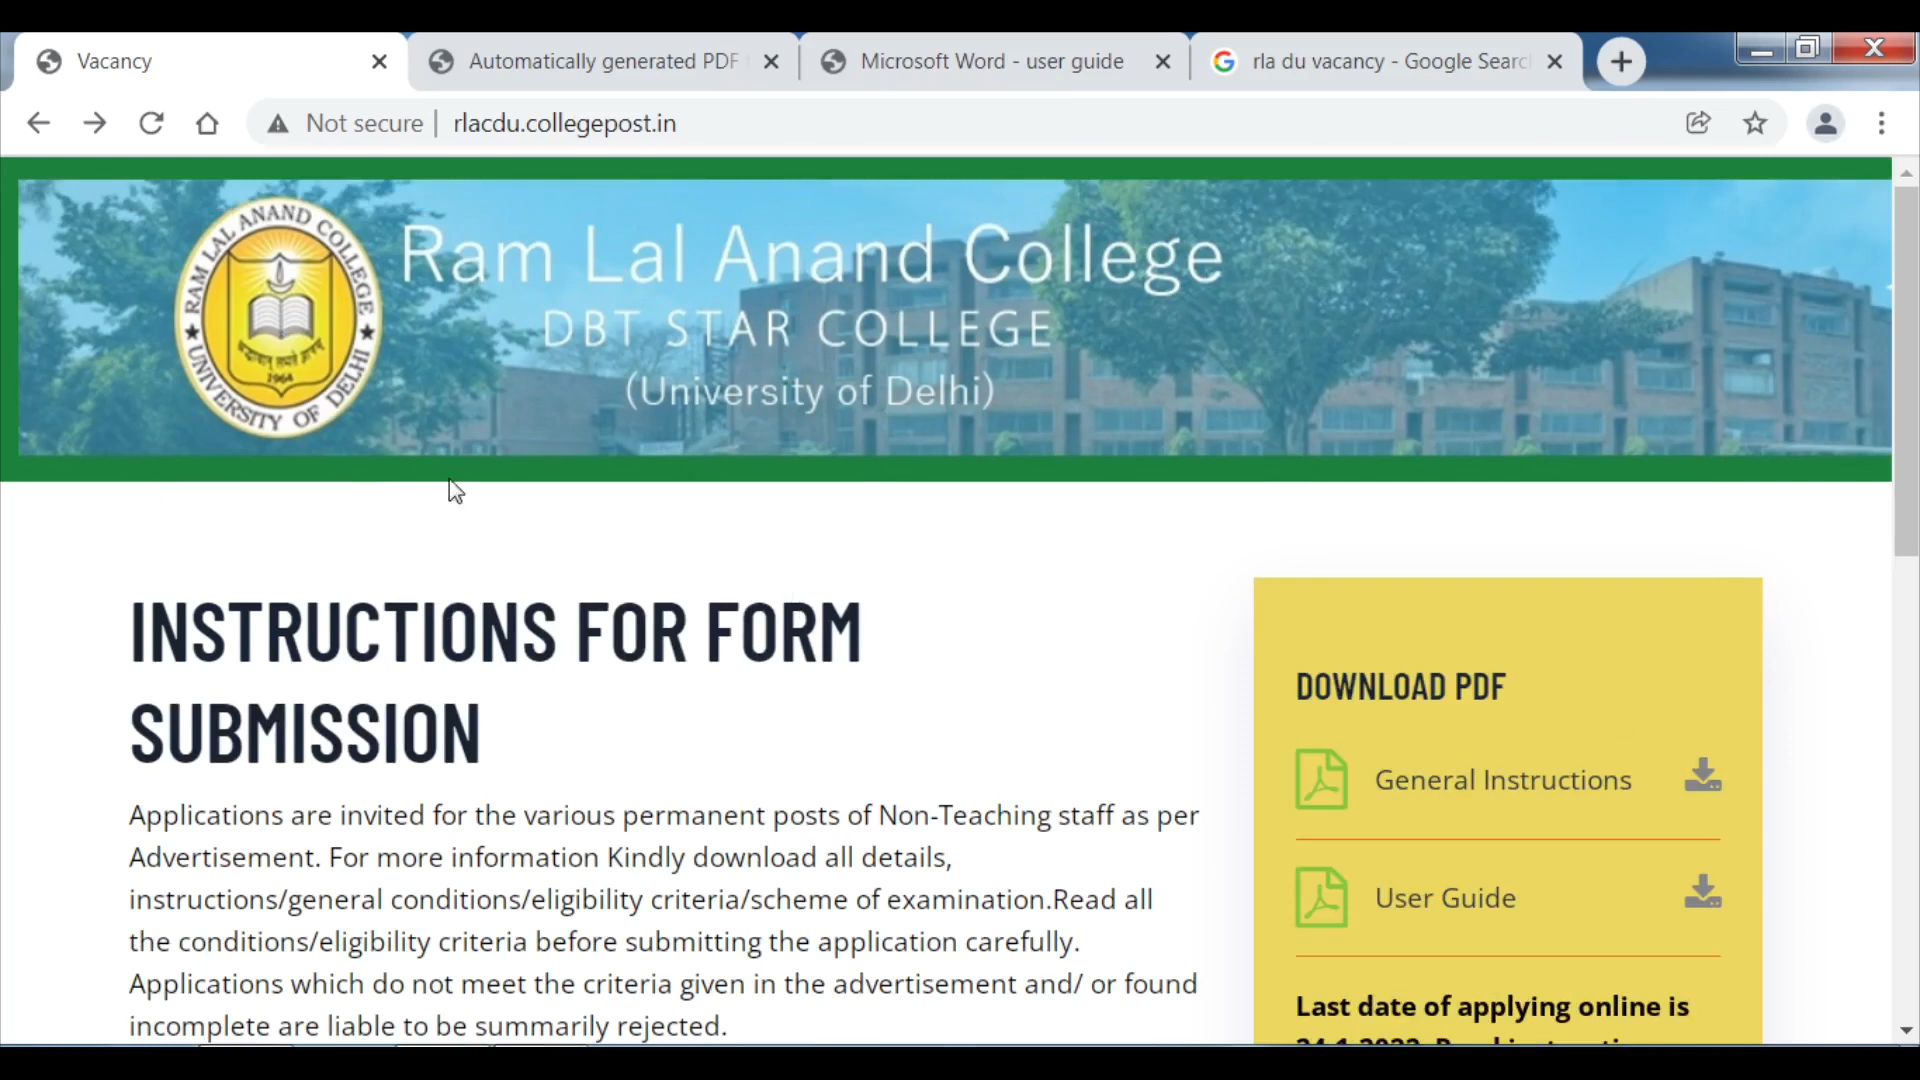 Vacancy
Automatically generated PDF
Microsoft Word - user guide
rla du vacancy - Google Searc
Not secure
rlacdu.collegepost.in
RAM LAL ANAND COLLEGE
1964
UNIVERSITY OF DELHI
Ram Lal Anand College
DBT STAR COLLEGE
(University of Delhi)
INSTRUCTIONS FOR FORM
SUBMISSION
Applications are invited for the various permanent posts of Non-Teaching staff as per
Advertisement. For more information Kindly download all details,
instructions/general conditions/eligibility criteria/scheme of examination.Read all
the conditions/eligibility criteria before submitting the application carefully.
Applications which do not meet the criteria given in the advertisement and/ or found
incomplete are liable to be summarily rejected.
DOWNLOAD PDF
General Instructions
User Guide
Last date of applying online is